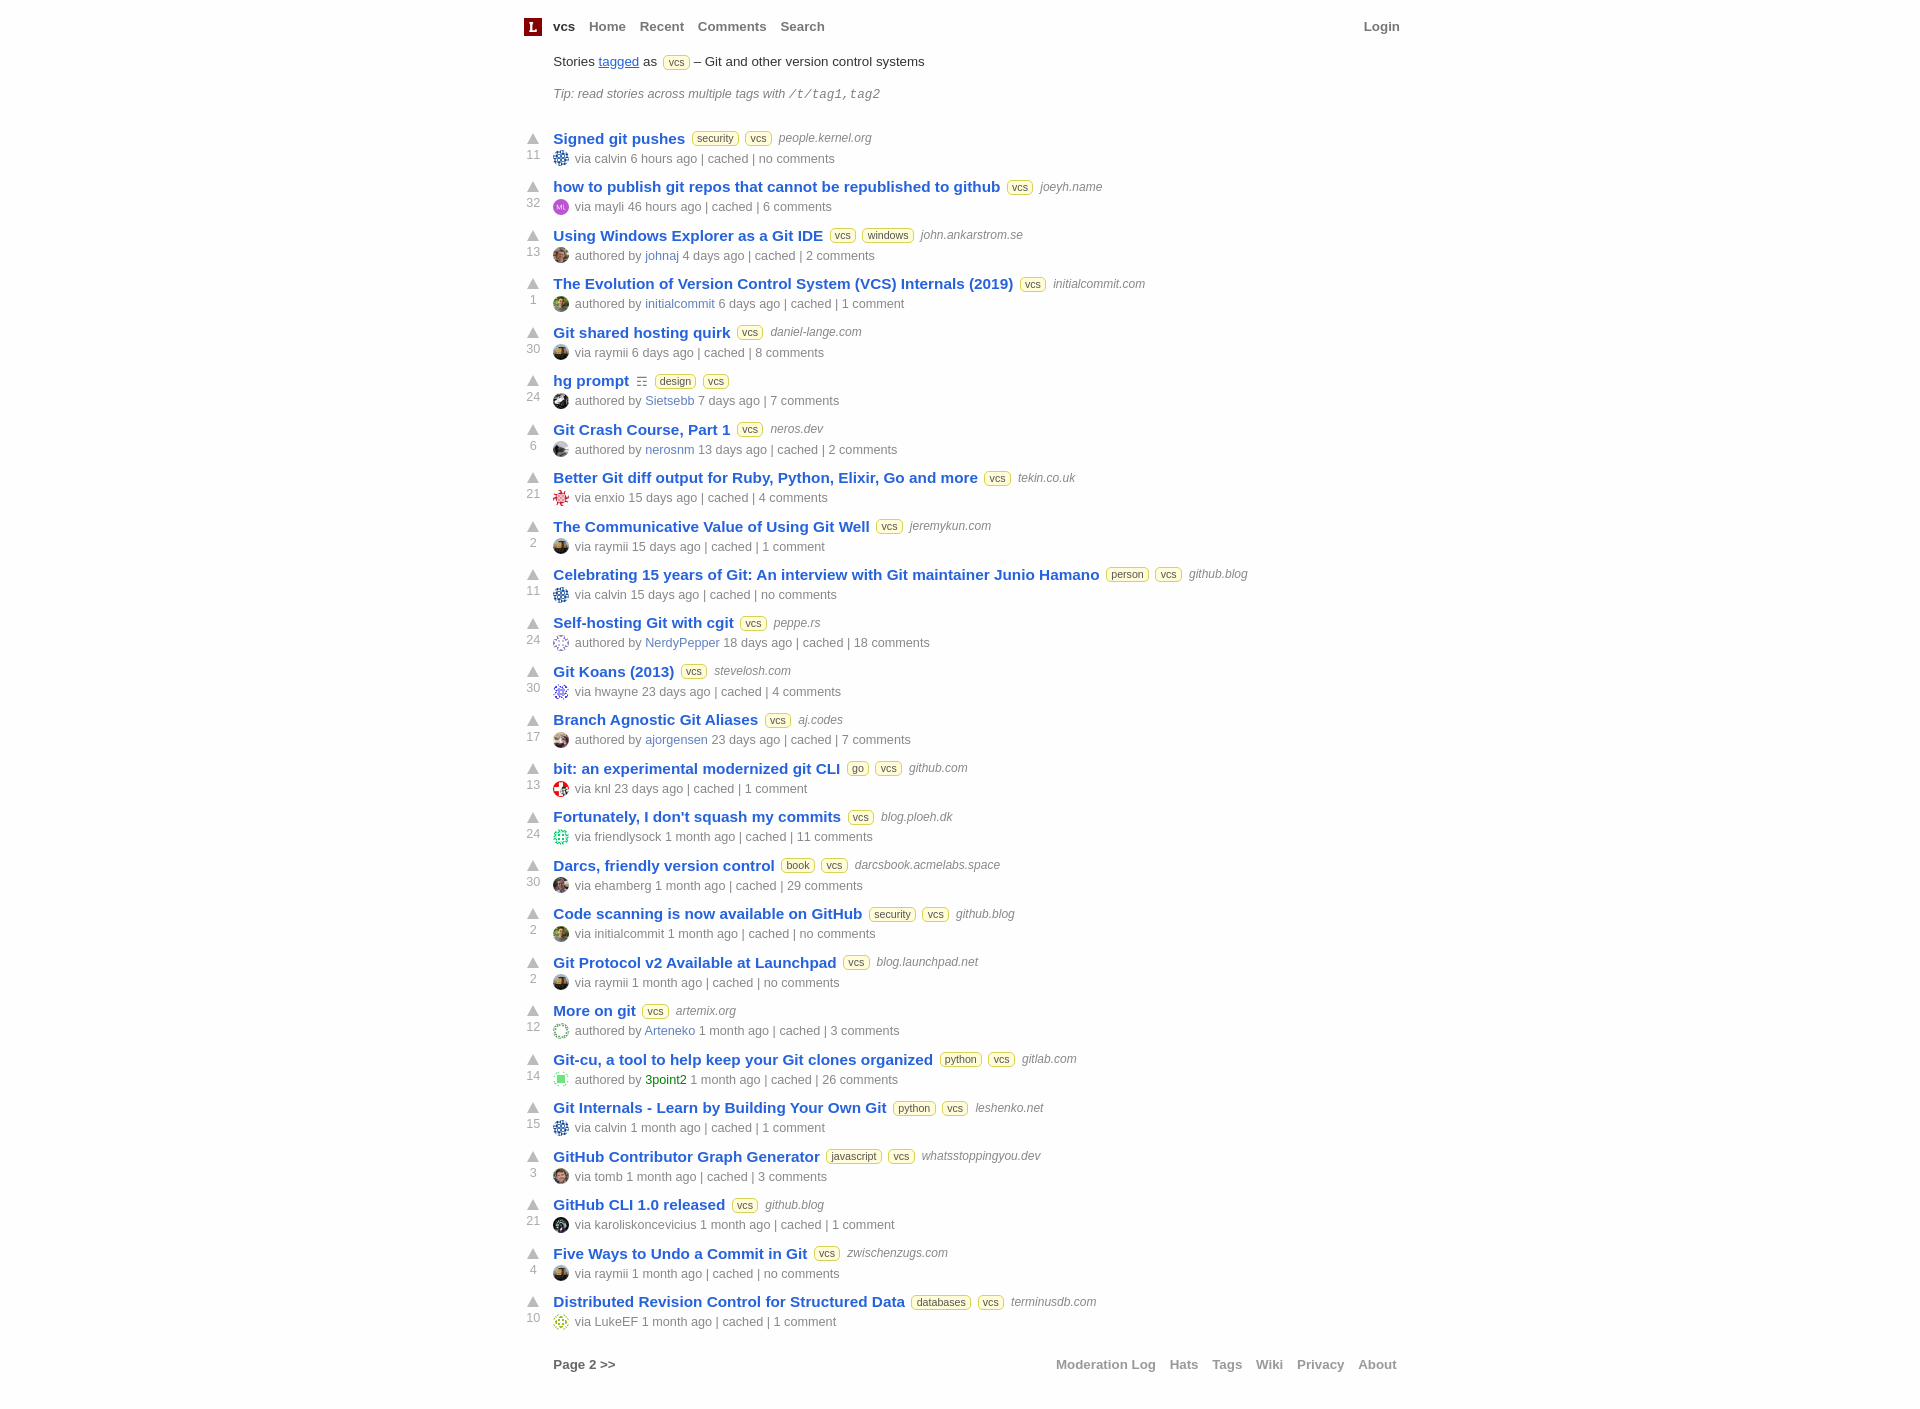 L vcs Home Recent Comments Search Login
Stories tagged as vcs – Git and other version control systems
Tip: read stories across multiple tags with /t/tag1,tag2
Signed git pushes security vcs people.kernel.org
11 via calvin 6 hours ago | cached | no comments
how to publish git repos that cannot be republished to github vcs joeyh.name
32 via mayli 46 hours ago | cached | 6 comments
Using Windows Explorer as a Git IDE vcs windows john.ankarstrom.se
13 authored by johnaj 4 days ago | cached | 2 comments
The Evolution of Version Control System (VCS) Internals (2019) vcs initialcommit.com
1 authored by initialcommit 6 days ago | cached | 1 comment
Git shared hosting quirk vcs daniel-lange.com
30 via raymii 6 days ago | cached | 8 comments
hg prompt ☶ design vcs
24 authored by Sietsebb 7 days ago | 7 comments
Git Crash Course, Part 1 vcs neros.dev
6 authored by nerosnm 13 days ago | cached | 2 comments
Better Git diff output for Ruby, Python, Elixir, Go and more vcs tekin.co.uk
21 via enxio 15 days ago | cached | 4 comments
The Communicative Value of Using Git Well vcs jeremykun.com
2 via raymii 15 days ago | cached | 1 comment
Celebrating 15 years of Git: An interview with Git maintainer Junio Hamano person vcs github.blog
11 via calvin 15 days ago | cached | no comments
Self-hosting Git with cgit vcs peppe.rs
24 authored by NerdyPepper 18 days ago | cached | 18 comments
Git Koans (2013) vcs stevelosh.com
30 via hwayne 23 days ago | cached | 4 comments
Branch Agnostic Git Aliases vcs aj.codes
17 authored by ajorgensen 23 days ago | cached | 7 comments
bit: an experimental modernized git CLI go vcs github.com
13 via knl 23 days ago | cached | 1 comment
Fortunately, I don't squash my commits vcs blog.ploeh.dk
24 via friendlysock 1 month ago | cached | 11 comments
Darcs, friendly version control book vcs darcsbook.acmelabs.space
30 via ehamberg 1 month ago | cached | 29 comments
Code scanning is now available on GitHub security vcs github.blog
2 via initialcommit 1 month ago | cached | no comments
Git Protocol v2 Available at Launchpad vcs blog.launchpad.net
2 via raymii 1 month ago | cached | no comments
More on git vcs artemix.org
12 authored by Arteneko 1 month ago | cached | 3 comments
Git-cu, a tool to help keep your Git clones organized python vcs gitlab.com
14 authored by 3point2 1 month ago | cached | 26 comments
Git Internals - Learn by Building Your Own Git python vcs leshenko.net
15 via calvin 1 month ago | cached | 1 comment
GitHub Contributor Graph Generator javascript vcs whatsstoppingyou.dev
3 via tomb 1 month ago | cached | 3 comments
GitHub CLI 1.0 released vcs github.blog
21 via karoliskoncevicius 1 month ago | cached | 1 comment
Five Ways to Undo a Commit in Git vcs zwischenzugs.com
4 via raymii 1 month ago | cached | no comments
Distributed Revision Control for Structured Data databases vcs terminusdb.com
10 via LukeEF 1 month ago | cached | 1 comment
Page 2 >> Moderation Log Hats Tags Wiki Privacy About